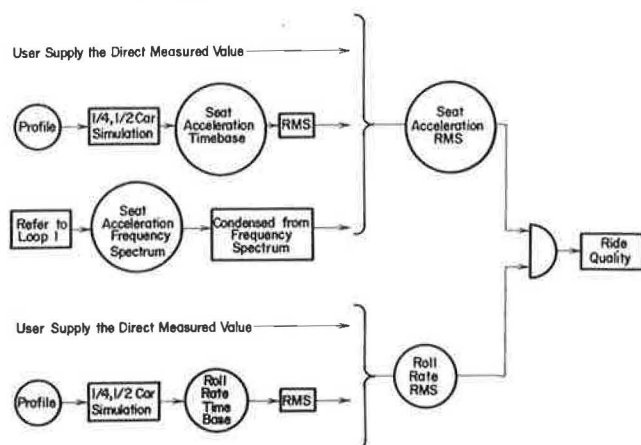 User Supply the Direct Measured Value
Profile
1/4, 1/2 Car
Simulation
Seat
Acceleration
Timebase
RMS
Seat
Acceleration
RMS
Refer to
Loop 1
Seat
Acceleration
Frequency
Spectrum
Condensed from
Frequency
Spectrum
Ride
Quality
User Supply the Direct Measured Value
Profile
1/4, 1/2 Car
Simulation
Roll
Rate
Time
Base
RMS
Roll
Rate
RMS